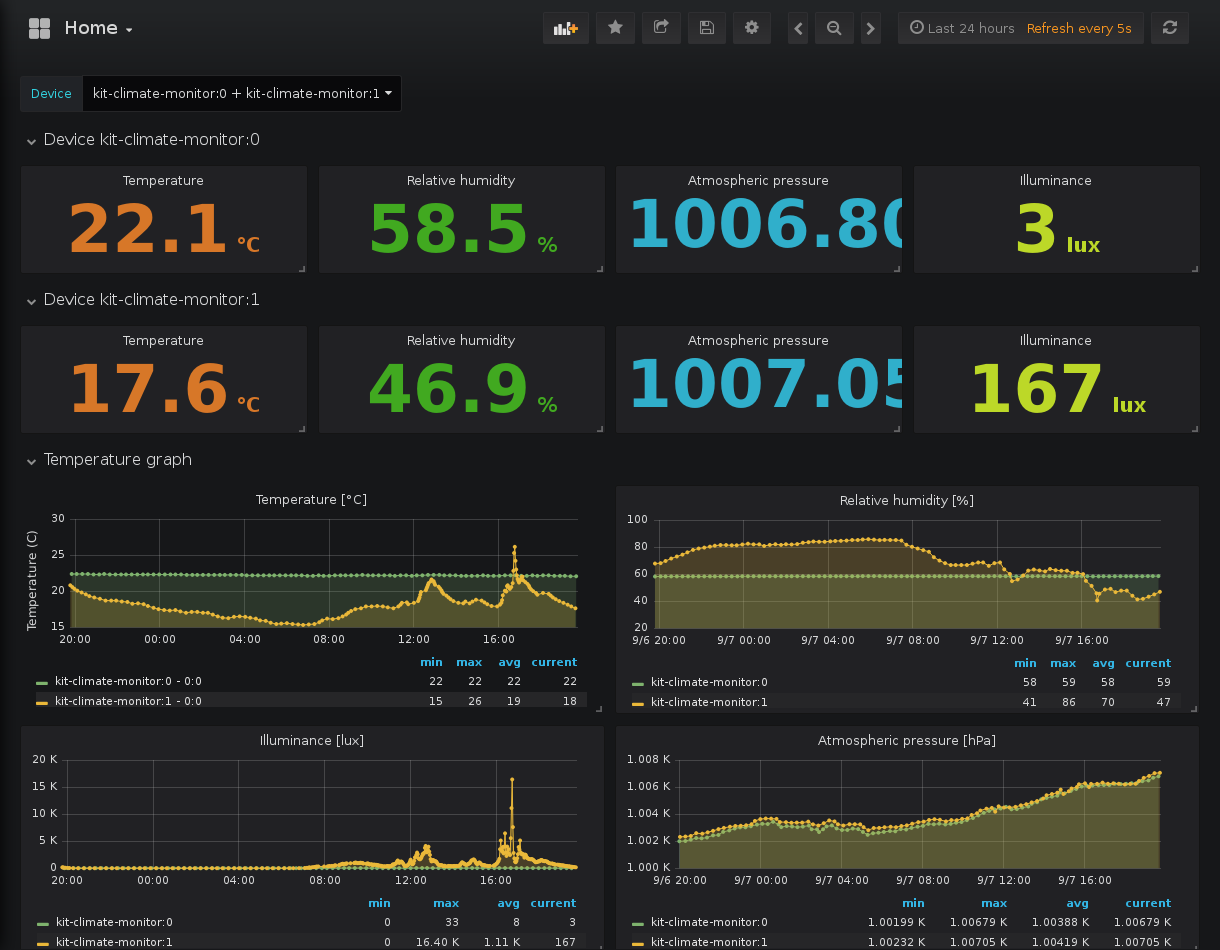 Home
Last 24 hours Refresh every 5s
Device kit-climate-monitor:0 + kit-climate-monitor:1
Device kit-climate-monitor:0
Temperature Relative humidity Atmospheric pressure Illuminance
22.1 °C 58.5 % 1006.80 3 lux
Device kit-climate-monitor:1
Temperature Relative humidity Atmospheric pressure Illuminance
17.6 °C 46.9 % 1007.05 167 lux
Temperature graph
Temperature [°C]
Temperature (C)
30
25
20
15
20:00 00:00 04:00 08:00 12:00 16:00
min max avg current
kit-climate-monitor:0 - 0:0 22 22 22 22
kit-climate-monitor:1 - 0:0 15 26 19 18
Relative humidity [%]
100
80
60
40
20
9/6 20:00 9/7 00:00 9/7 04:00 9/7 08:00 9/7 12:00 9/7 16:00
min max avg current
kit-climate-monitor:0 58 59 58 59
kit-climate-monitor:1 41 86 70 47
Illuminance [lux]
20 K
15 K
10 K
5 K
0
20:00 00:00 04:00 08:00 12:00 16:00
min max avg current
kit-climate-monitor:0 0 33 8 3
kit-climate-monitor:1 0 16.40 K 1.11 K 167
Atmospheric pressure [hPa]
1.008 K
1.006 K
1.004 K
1.002 K
1.000 K
9/6 20:00 9/7 00:00 9/7 04:00 9/7 08:00 9/7 12:00 9/7 16:00
min max avg current
kit-climate-monitor:0 1.00199 K 1.00679 K 1.00388 K 1.00679 K
kit-climate-monitor:1 1.00232 K 1.00705 K 1.00419 K 1.00705 K